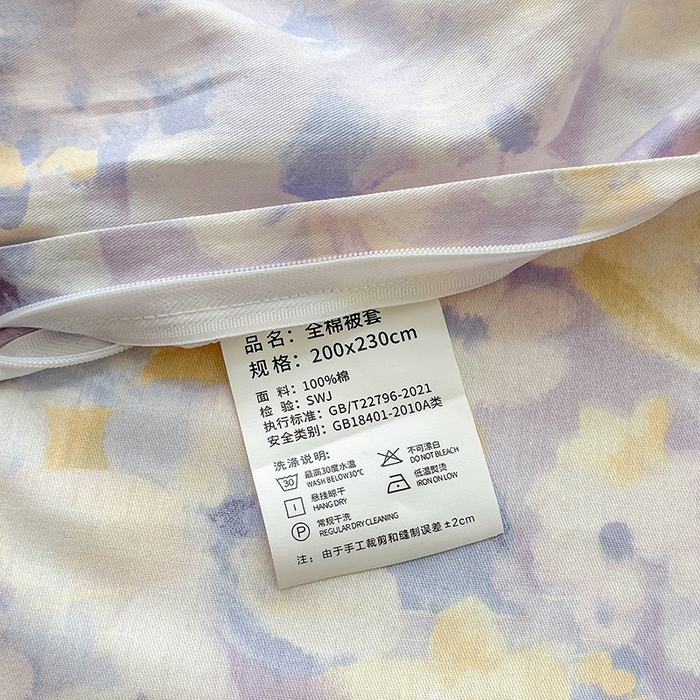 品名：全棉被套
规格：200x230cm
面料：100%棉
检验：SWJ
执行标准：GB/T22796-2021
安全类别：GB18401-2010A类
洗涤说明：
30 最高30度水温 不可漂白
WASH BELOW30℃ DO NOT BLEACH
悬挂晾干 低温熨烫
HANG DRY IRON ON LOW
P 常规干洗
REGULAR DRY CLEANING
注：由于手工裁剪和缝制误差±2cm